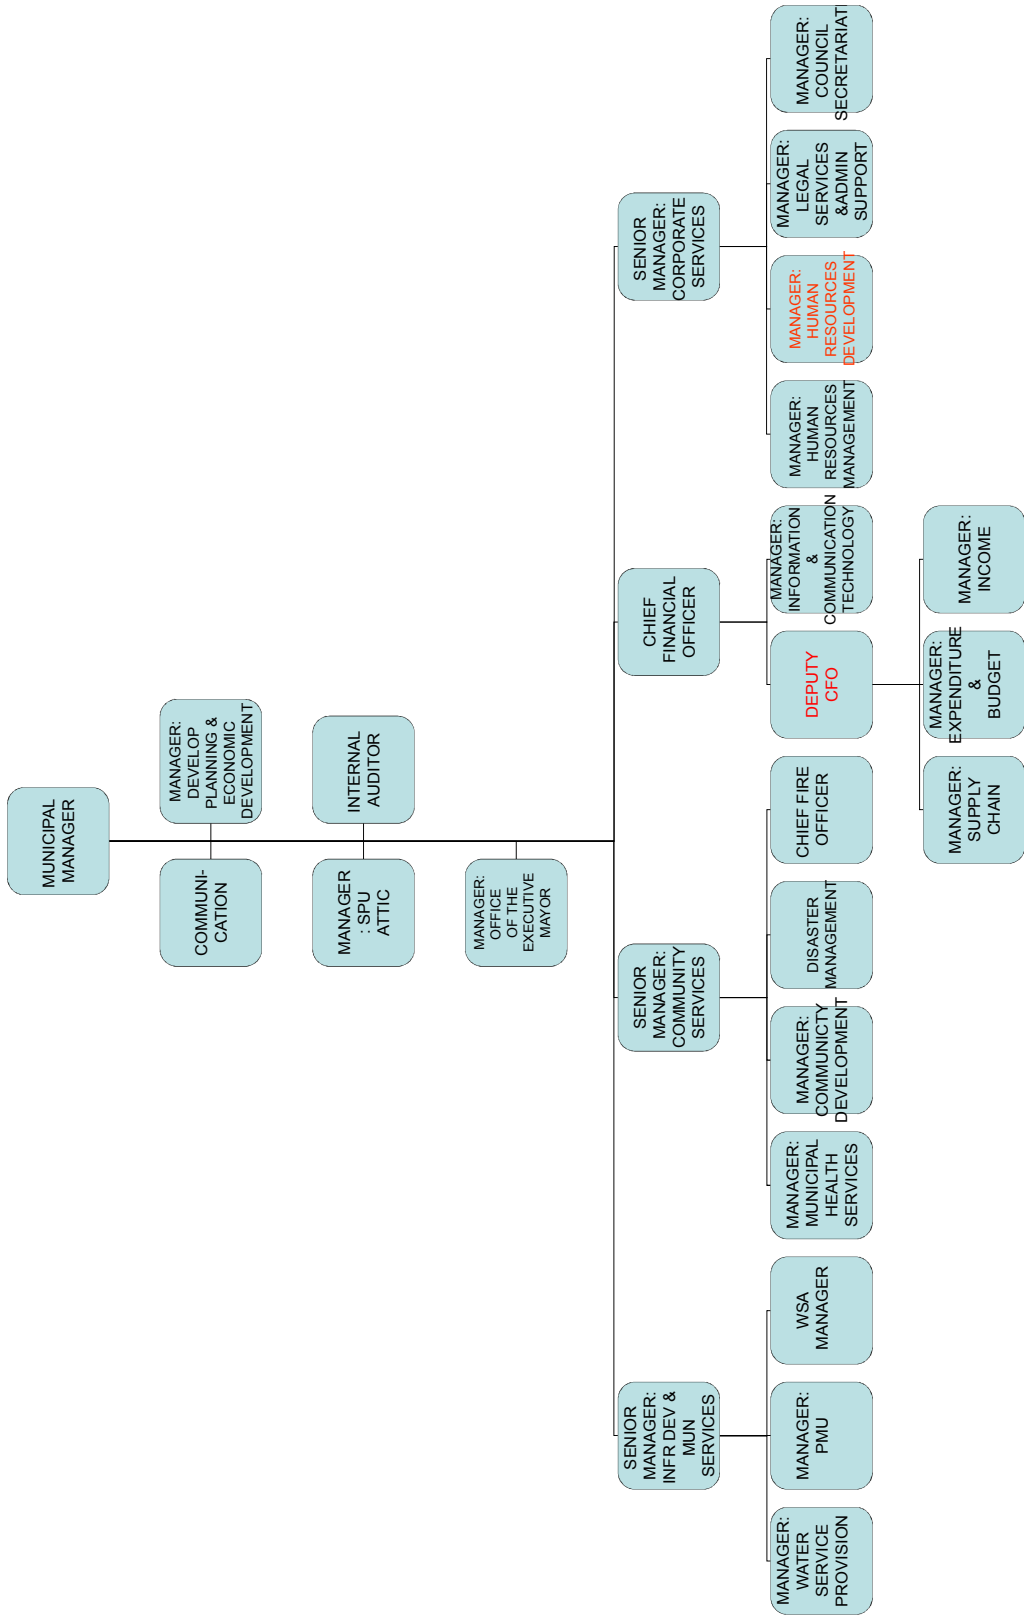 MUNICIPAL
MANAGER
COMMUNI-
CATION
MANAGER:
DEVELOP
PLANNING &
ECONOMIC
DEVELOPMENT
MANAGER
: SPU
ATTIC
INTERNAL
AUDITOR
MANAGER:
OFFICE
OF THE
EXECUTIVE
MAYOR
SENIOR
MANAGER:
INFR DEV &
MUN
SERVICES
SENIOR
MANAGER:
COMMUNITY
SERVICES
CHIEF
FINANCIAL
OFFICER
SENIOR
MANAGER:
CORPORATE
SERVICES
MANAGER:
WATER
SERVICE
PROVISION
MANAGER:
PMU
WSA
MANAGER
MANAGER:
MUNICIPAL
HEALTH
SERVICES
MANAGER:
COMMUNICTY
DEVELOPMENT
DISASTER
MANAGEMENT
CHIEF FIRE
OFFICER
DEPUTY
CFO
MANAGER:
INFORMATION
&
COMMUNICATION
TECHNOLOGY
MANAGER:
HUMAN
RESOURCES
MANAGEMENT
MANAGER:
HUMAN
RESOURCES
DEVELOPMENT
MANAGER:
LEGAL
SERVICES
&ADMIN
SUPPORT
MANAGER:
COUNCIL
SECRETARIAT
MANAGER:
SUPPLY
CHAIN
MANAGER:
EXPENDITURE
&
BUDGET
MANAGER:
INCOME